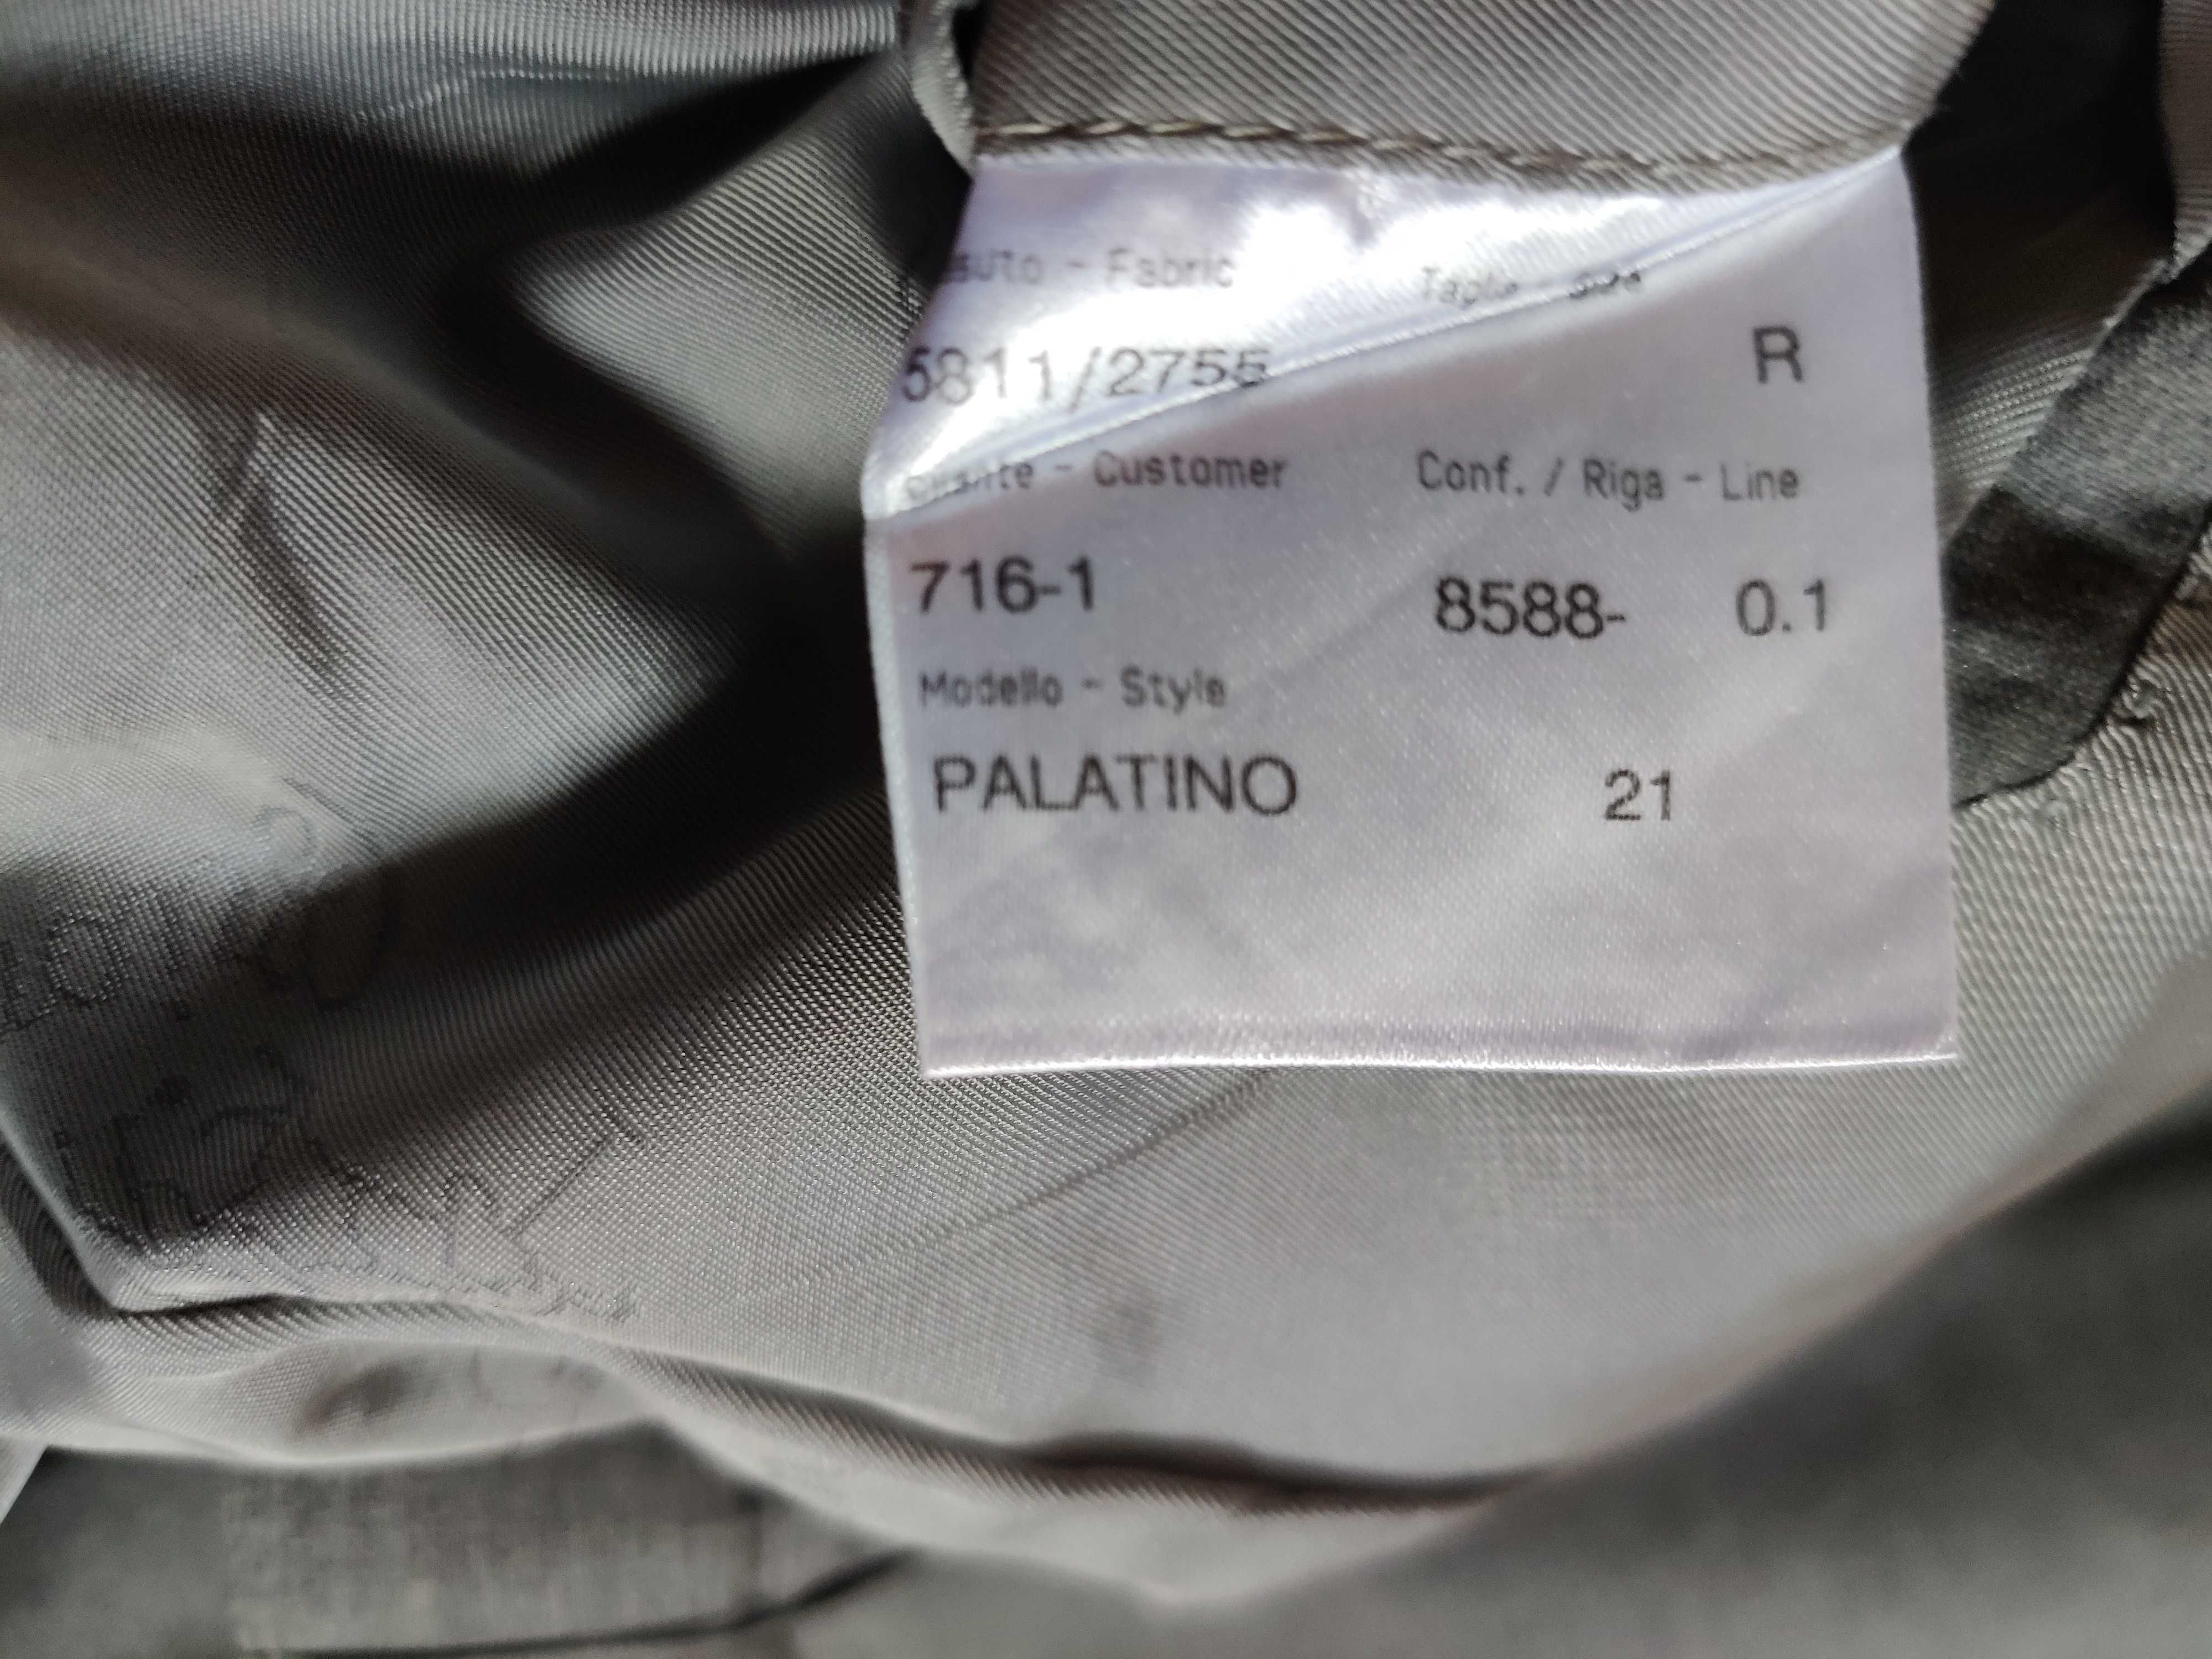 - Fabric
5811/2755 R
- Customer Conf. / Riga - Line
716-1 8588- 0.1
Modello - Style
PALATINO 21